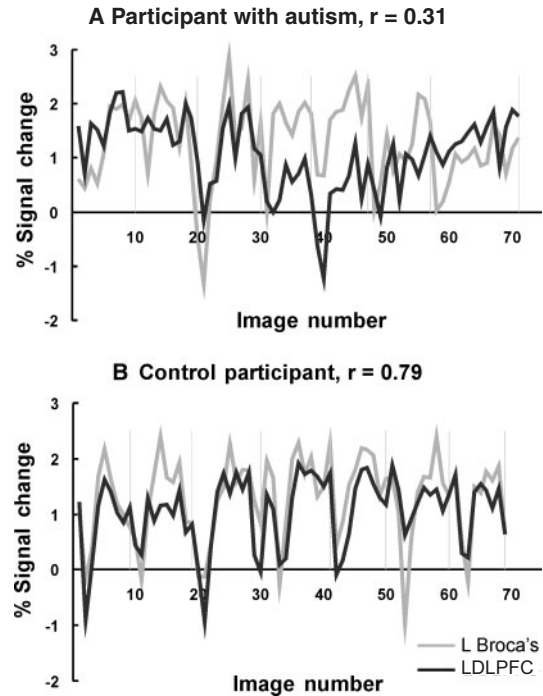 A Participant with autism, r = 0.31
3
2
1
0
-1
-2
% Signal change
10 20 30 40 50 60 70
Image number
B Control participant, r = 0.79
3
2
1
0
-1
-2
% Signal change
10 20 30 40 50 60 70
L Broca's
LDLPFC
Image number